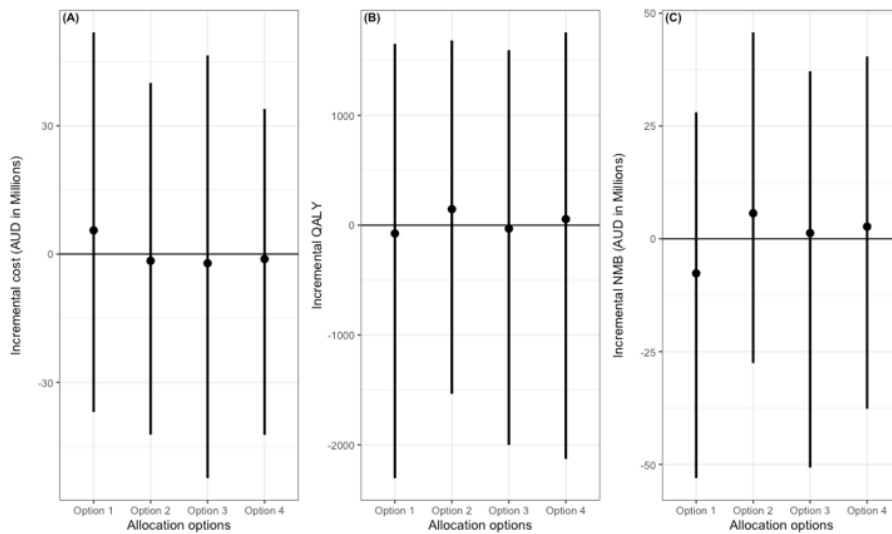 (A)
Incremental cost (AUD in Millions)
30
0
-30
Option 1 Option 2 Option 3 Option 4
Allocation options
(B)
Incremental QALY
1000
0
-1000
-2000
Option 1 Option 2 Option 3 Option 4
Allocation options
(C)
Incremental NMB (AUD in Millions)
50
25
0
-25
-50
Option 1 Option 2 Option 3 Option 4
Allocation options